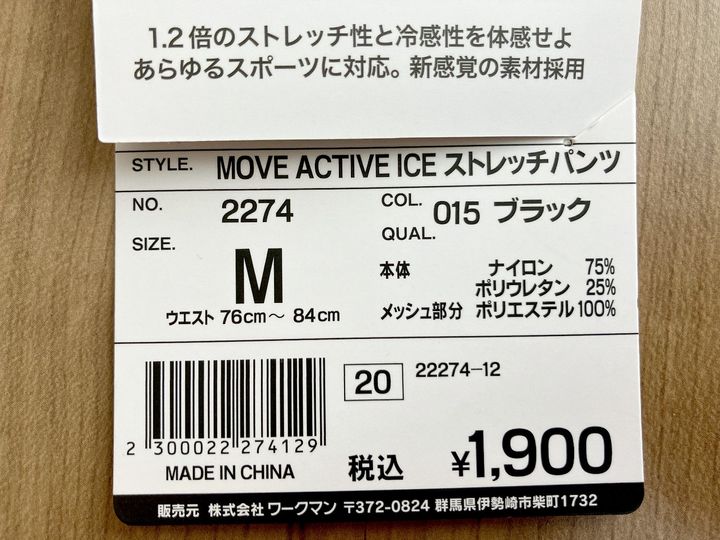 1.2倍のストレッチ性と冷感性を体感せよ
あらゆるスポーツに対応。新感覚の素材採用
STYLE. MOVE ACTIVE ICE ストレッチパンツ
NO. 2274
COL. 015 ブラック
SIZE. M
ウエスト 76cm〜 84cm
QUAL.
本体 ナイロン 75%
ポリウレタン 25%
メッシュ部分 ポリエステル100%
20 22274-12
2 300022 274129
MADE IN CHINA
税込 ¥1,900
販売元 株式会社 ワークマン 〒372-0824 群馬県伊勢崎市柴町1732